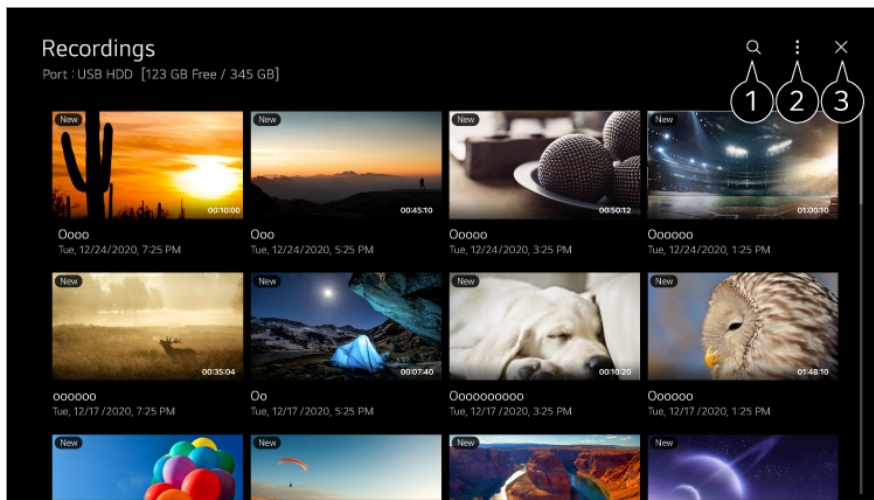 Recordings
Port : USB HDD [123 GB Free / 345 GB]
1 2 3
New New New New
00:10:00 00:45:10 00:50:12 01:00:10
Oooo Ooo Ooooo Oooooo
Tue, 12/24/2020, 7:25 PM Tue, 12/24/2020, 5:25 PM Tue, 12/24/2020, 3:25 PM Tue, 12/24/2020, 1:25 PM
New New New New
00:35:04 00:07:40 00:10:20 01:48:10
oooooo Oo Oooooooooo Oooooo
Tue, 12/17 /2020, 7:25 PM Tue, 12/17 /2020, 5:25 PM Tue, 12/17 /2020, 3:25 PM Tue, 12/17 /2020, 1:25 PM
New New New New